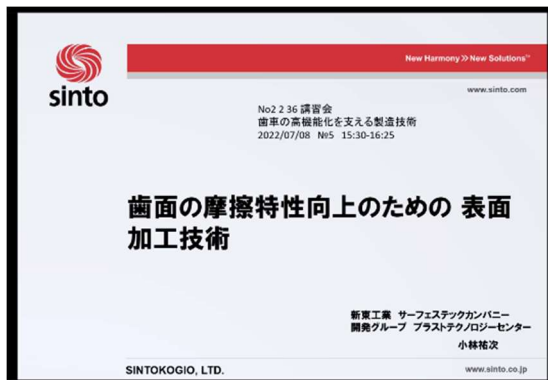 sinto
New Harmony » New Solutions™
www.sinto.com
No2 2 36 講習会
歯車の高機能化を支える製造技術
2022/07/08 №5 15:30-16:25
歯面の摩擦特性向上のための 表面
加工技術
新東工業 サーフェステックカンパニー
開発グループ ブラストテクノロジーセンター
小林祐次
SINTOKOGIO, LTD.
www.sinto.co.jp